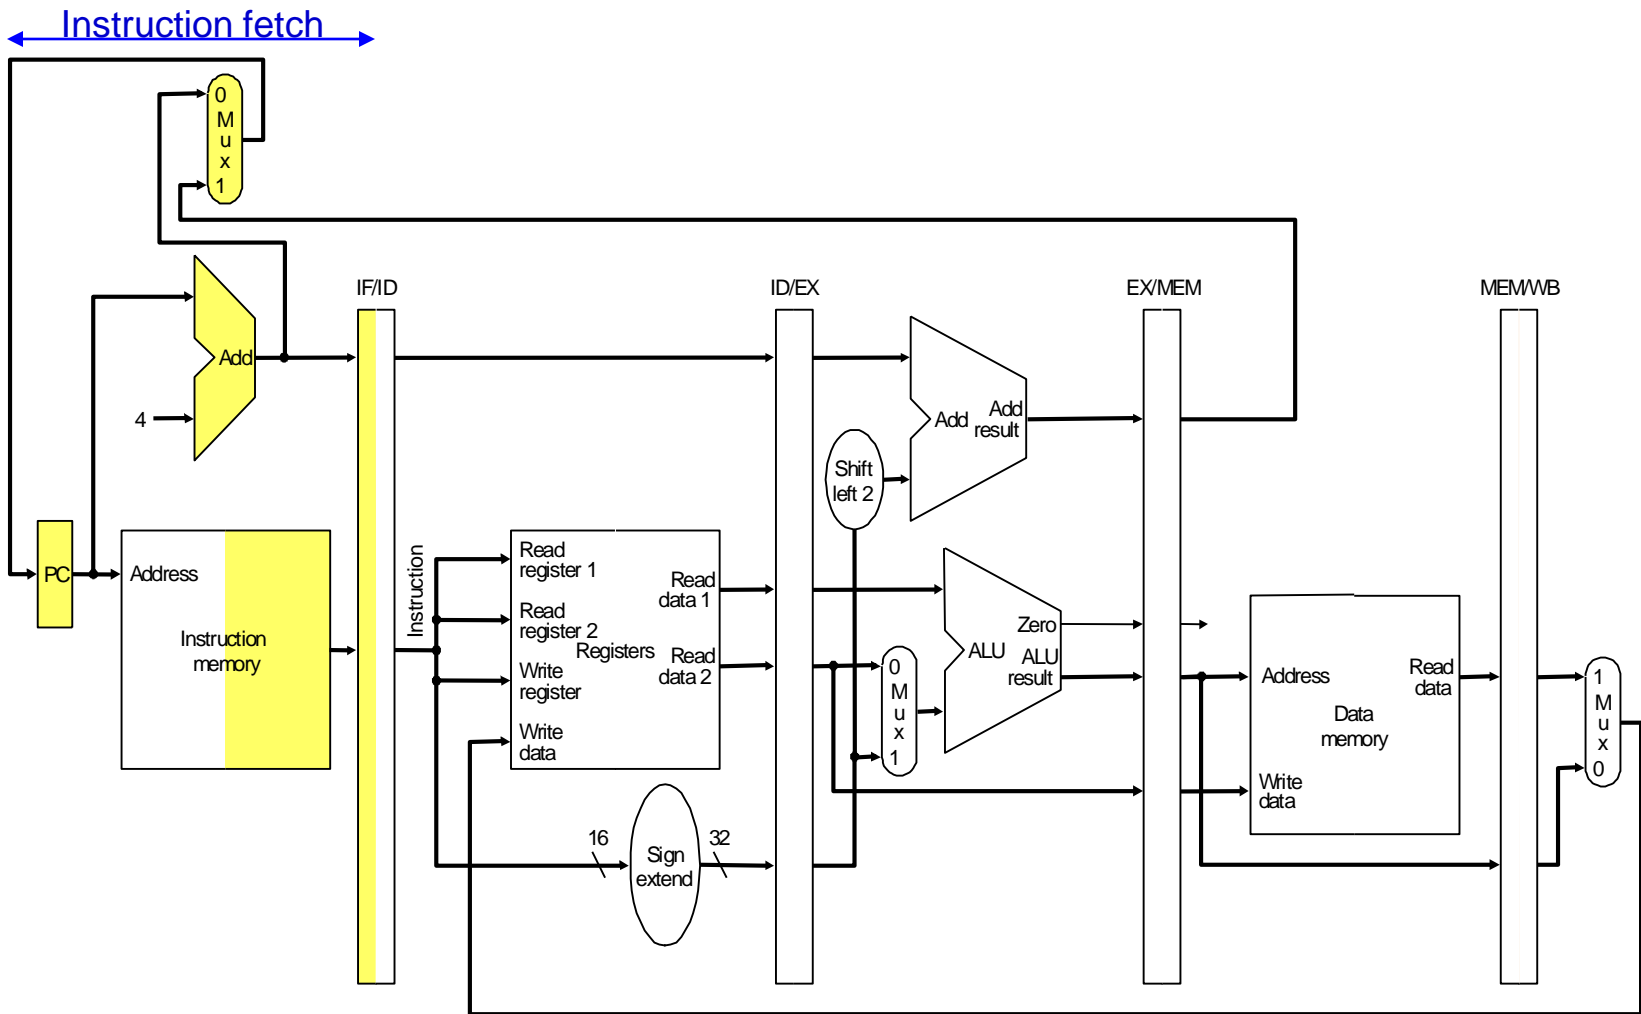 Instruction fetch
0
M
u
x
1
IF/ID
ID/EX
EX/MEM
MEM/WB
Add
4
Add
Add
result
Shift
left 2
PC
Address
Instruction
memory
Instruction
Read
register 1
Read
register 2
Registers
Write
register
Write
data
Read
data 1
Read
data 2
0
M
u
x
1
Zero
ALU
ALU
result
Address
Read
data
Data
memory
Write
data
1
M
u
x
0
16
Sign
extend
32